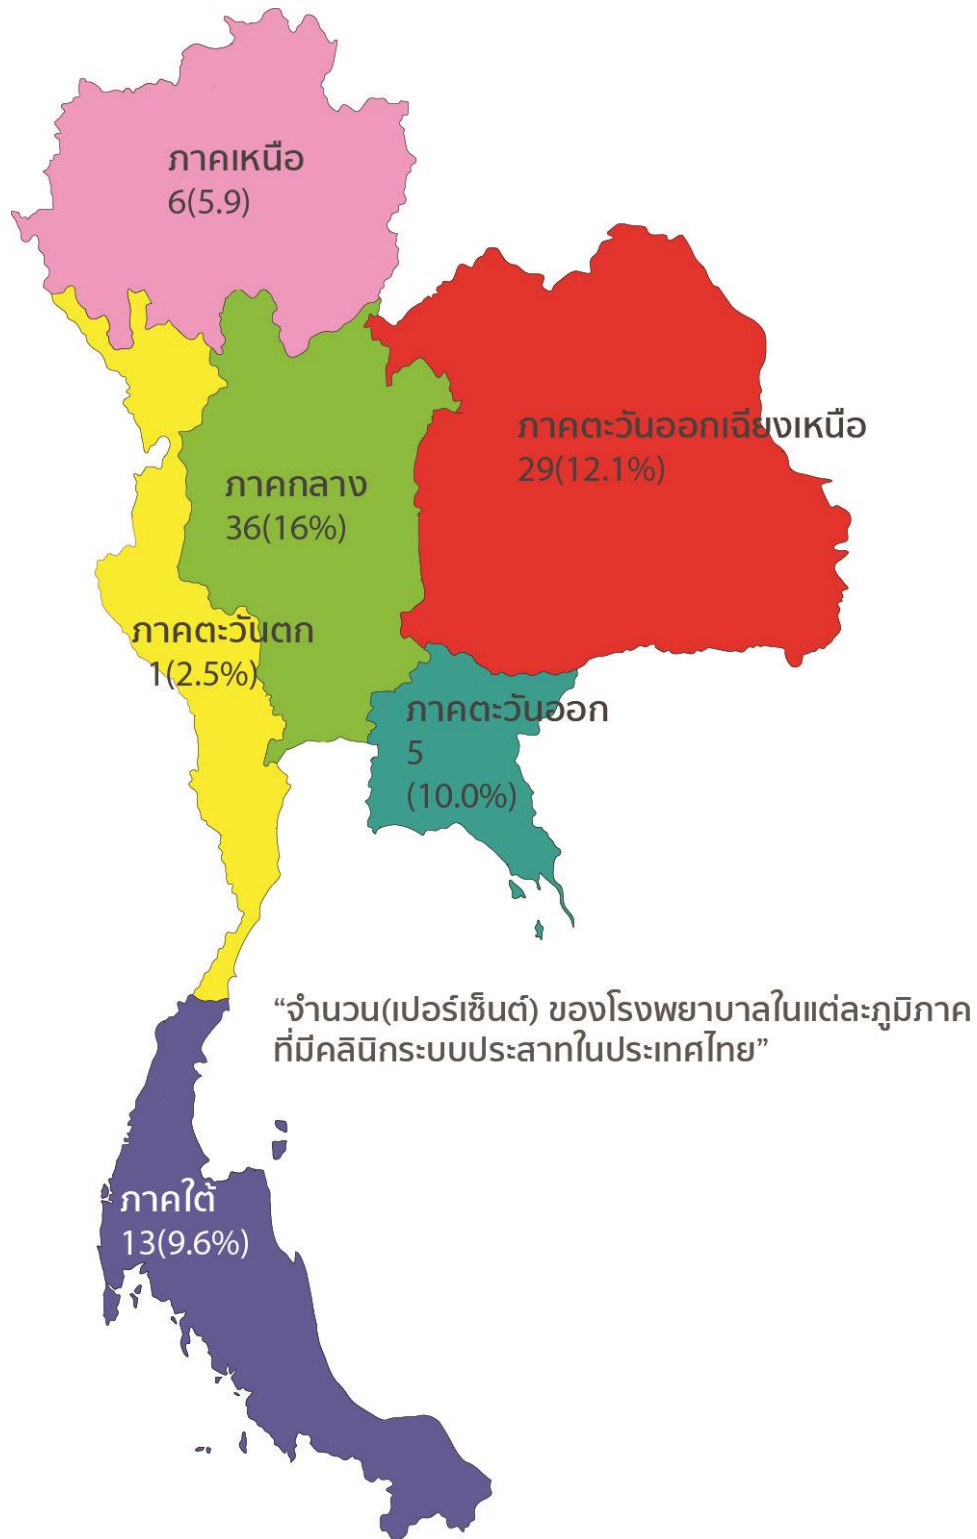 ภาคเหนือ
6(5.9)
ภาคตะวันออกเฉียงเหนือ
29(12.1%)
ภาคกลาง
36(16%)
ภาคตะวันตก
1(2.5%)
ภาคตะวันออก
5
(10.0%)
“จำนวน(เปอร์เซ็นต์) ของโรงพยาบาลในแต่ละภูมิภาค
ที่มีคลินิกระบบประสาทในประเทศไทย”
ภาคใต้
13(9.6%)